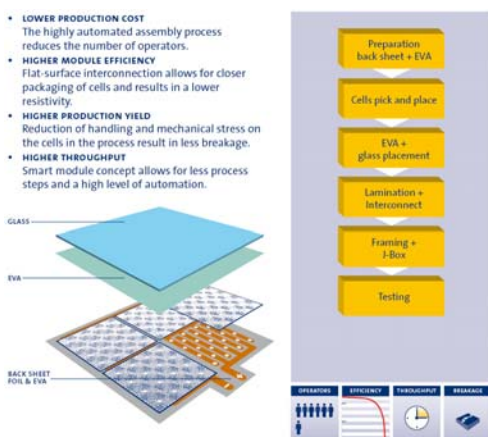 LOWER PRODUCTION COST
The highly automated assembly process
reduces the number of operators.
HIGHER MODULE EFFICIENCY
Flat-surface interconnection allows for closer
packaging of cells and results in a lower
resistivity.
HIGHER PRODUCTION YIELD
Reduction of handling and mechanical stress on
the cells in the process result in less breakage.
HIGHER THROUGHPUT
Smart module concept allows for less process
steps and a high level of automation.
GLASS
EVA
BACK SHEET
FOIL & EVA
Preparation
back sheet + EVA
Cells pick and place
EVA +
glass placement
Lamination +
Interconnect
Framing +
J-Box
Testing
OPERATORS
EFFICIENCY
THROUGHPUT
BREAKAGE